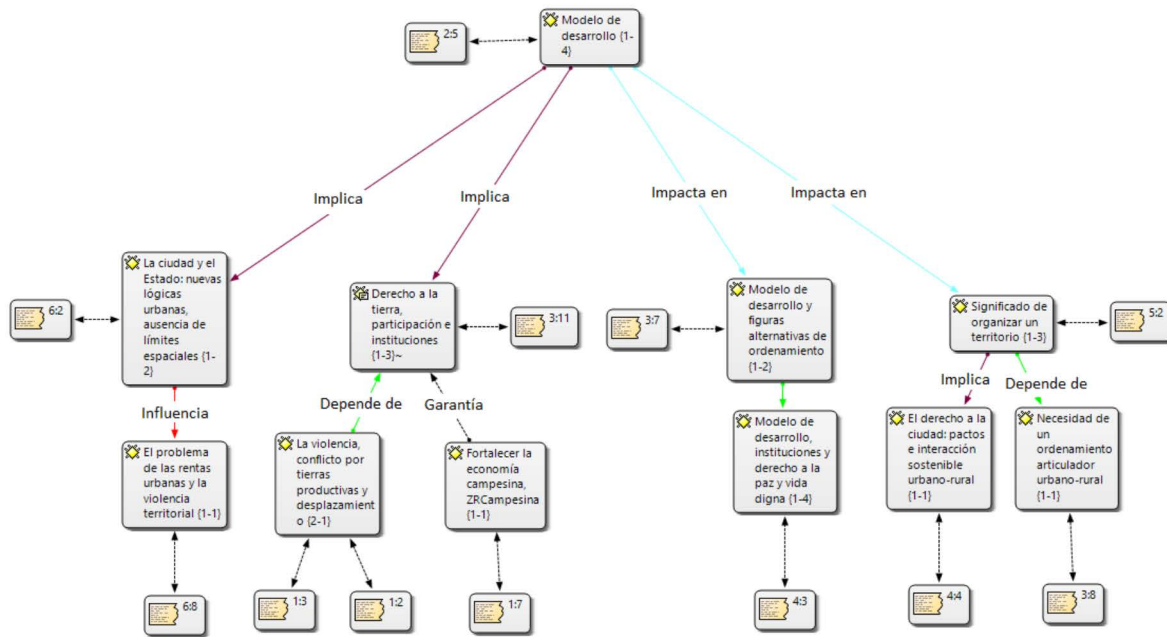 2:5
Modelo de
desarrollo {1-
4}
Implica
Implica
Impacta en
Impacta en
6:2
La ciudad y el
Estado: nuevas
lógicas
urbanas,
ausencia de
límites
espaciales {1-
2}
Derecho a la
tierra,
participación e
instituciones
{1-3}~
3:11
3:7
Modelo de
desarrollo y
figuras
alternativas de
ordenamiento
{1-2}
Significado de
organizar un
territorio {1-3}
5:2
Influencia
Depende de
Garantía
Implica
Depende de
El problema
de las rentas
urbanas y la
violencia
territorial {1-1}
La violencia,
conflicto por
tierras
productivas y
desplazamient
o {2-1}
Fortalecer la
economía
campesina,
ZRCampesina
{1-1}
Modelo de
desarrollo,
instituciones y
derecho a la
paz y vida
digna {1-4}
El derecho a la
ciudad: pactos
e interacción
sostenible
urbano-rural
{1-1}
Necesidad de
un
ordenamiento
articulador
urbano-rural
{1-1}
6:8
1:3
1:2
1:7
4:3
4:4
3:8